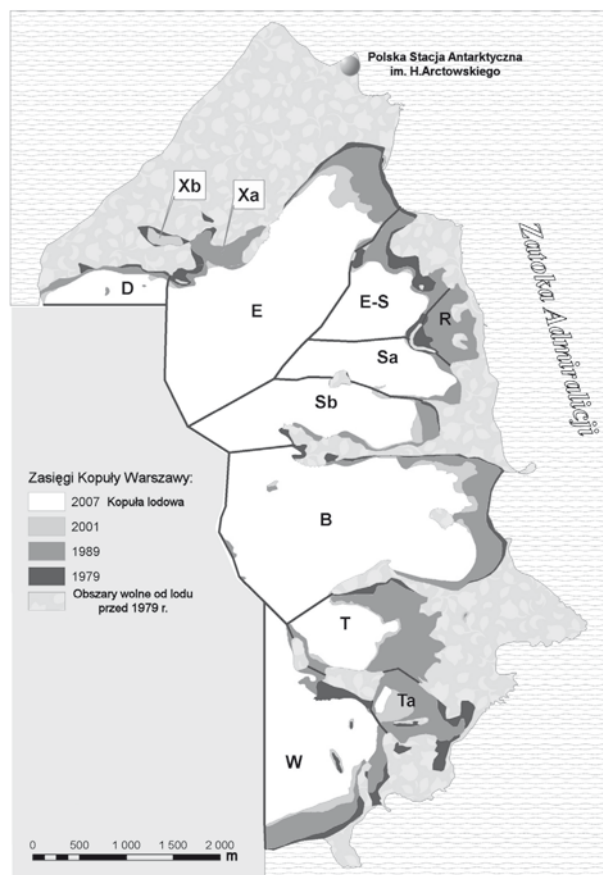 Polska Stacja Antarktyczna
im. H.Arctowskiego
Xb
Xa
Zatoka Admiralicji
D
E
E-S
R
Sa
Sb
Zasięgi Kopuły Warszawy:
2007 Kopuła lodowa
2001
1989
1979
Obszary wolne od lodu
przed 1979 r.
B
T
Ta
W
0 500 1 000 1 500 2 000
m